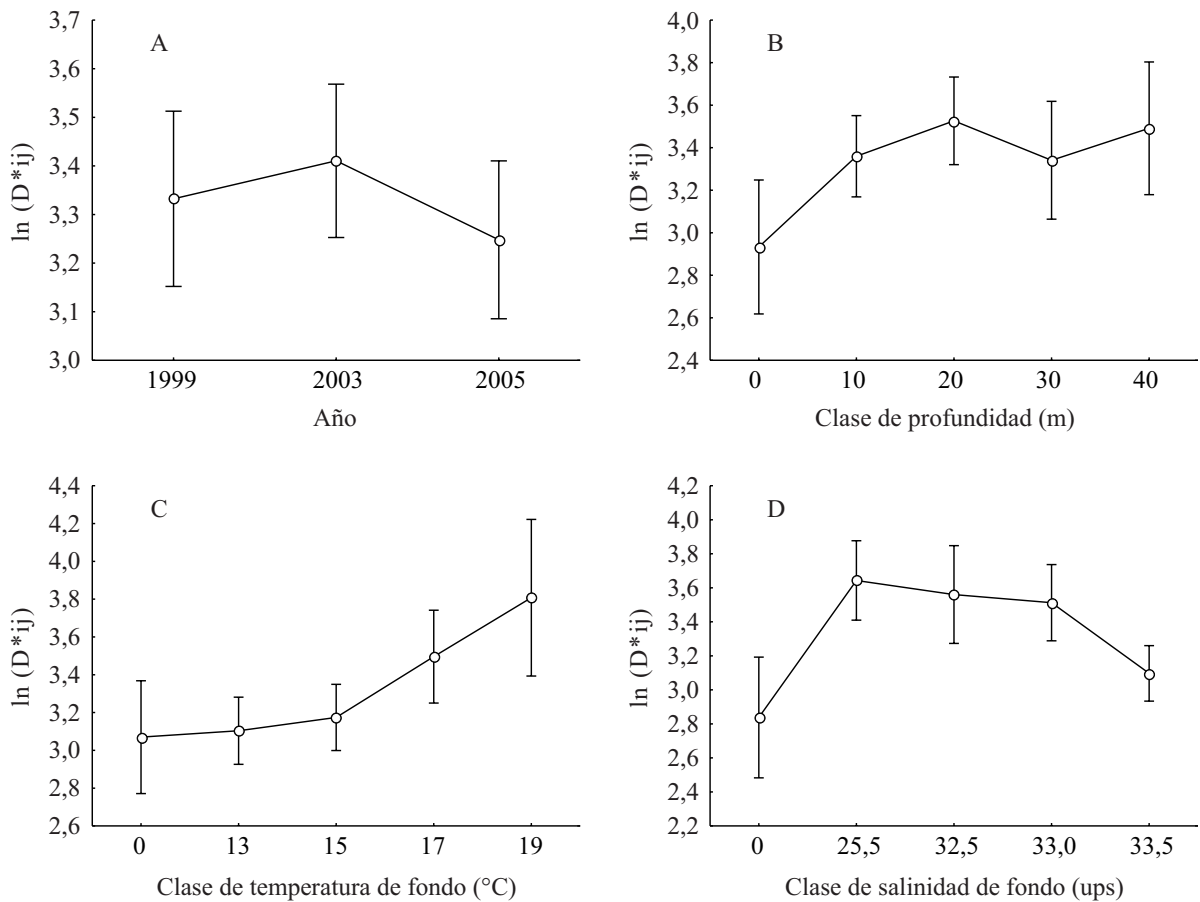 3,7
3,6
3,5
3,4
3,3
3,2
3,1
3,0
ln (D*ij)
A
1999 2003 2005
Año
4,0
3,8
3,6
3,4
3,2
3,0
2,8
2,6
2,4
ln (D*ij)
B
0 10 20 30 40
Clase de profundidad (m)
4,4
4,2
4,0
3,8
3,6
3,4
3,2
3,0
2,8
2,6
ln (D*ij)
C
0 13 15 17 19
Clase de temperatura de fondo (°C)
4,2
4,0
3,8
3,6
3,4
3,2
3,0
2,8
2,6
2,4
2,2
ln (D*ij)
D
0 25,5 32,5 33,0 33,5
Clase de salinidad de fondo (ups)